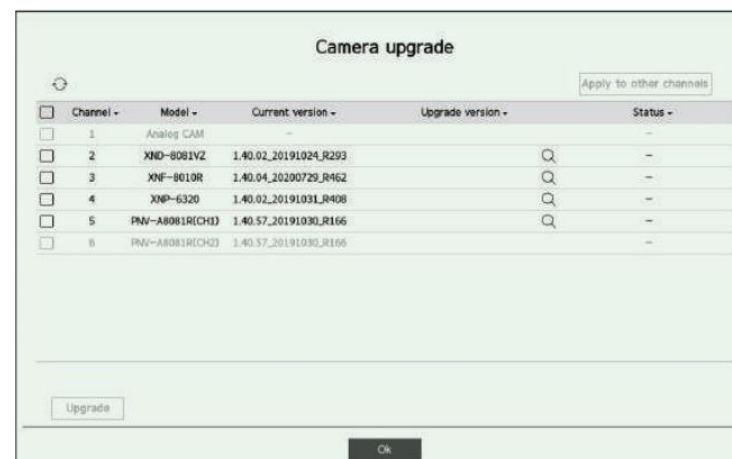 Camera upgrade
Apply to other channels
Channel Model Current version Upgrade version Status
1 Analog CAM - -
2 XND-8081VZ 1.40.02_20191024_R293 -
3 XNF-8010R 1.40.04_20200729_R462 -
4 XNP-6320 1.40.02_20191031_R408 -
5 PNV-A8081R(CH1) 1.40.57_20191030_R166 -
6 PNV-A8081R(CH2) 1.40.57_20191030_R166 -
Upgrade
Ok